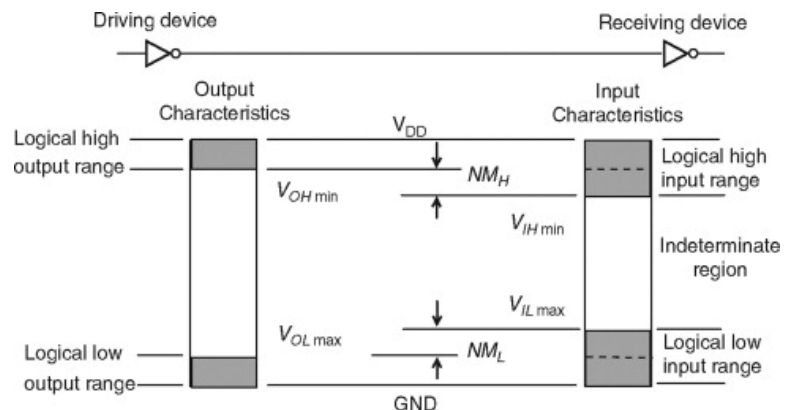 Driving device
Receiving device
Output
Characteristics
Input
Characteristics
Logical high
output range
V_DD
NM_H
V_OH min
V_IH min
Logical high
input range
Indeterminate
region
V_IL max
V_OL max
Logical low
output range
NM_L
Logical low
input range
GND